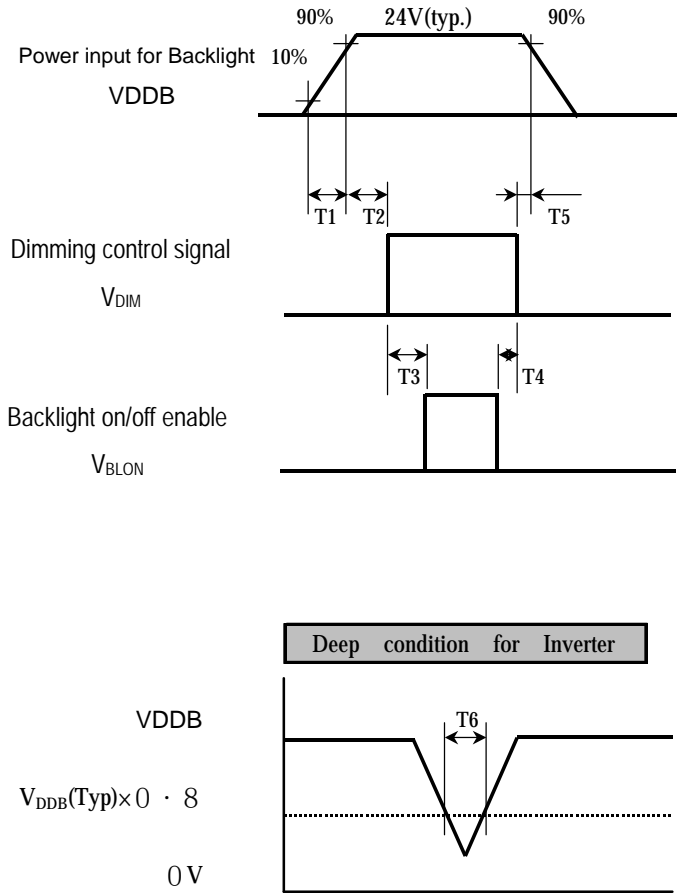 90% 24V(typ.) 90%
Power input for Backlight 10%
VDDB
T1 T2 T5
Dimming control signal
VDIM
T3 T4
Backlight on/off enable
VBLON
Deep condition for Inverter
VDDB T6
VDDB(Typ)×0・8
0V